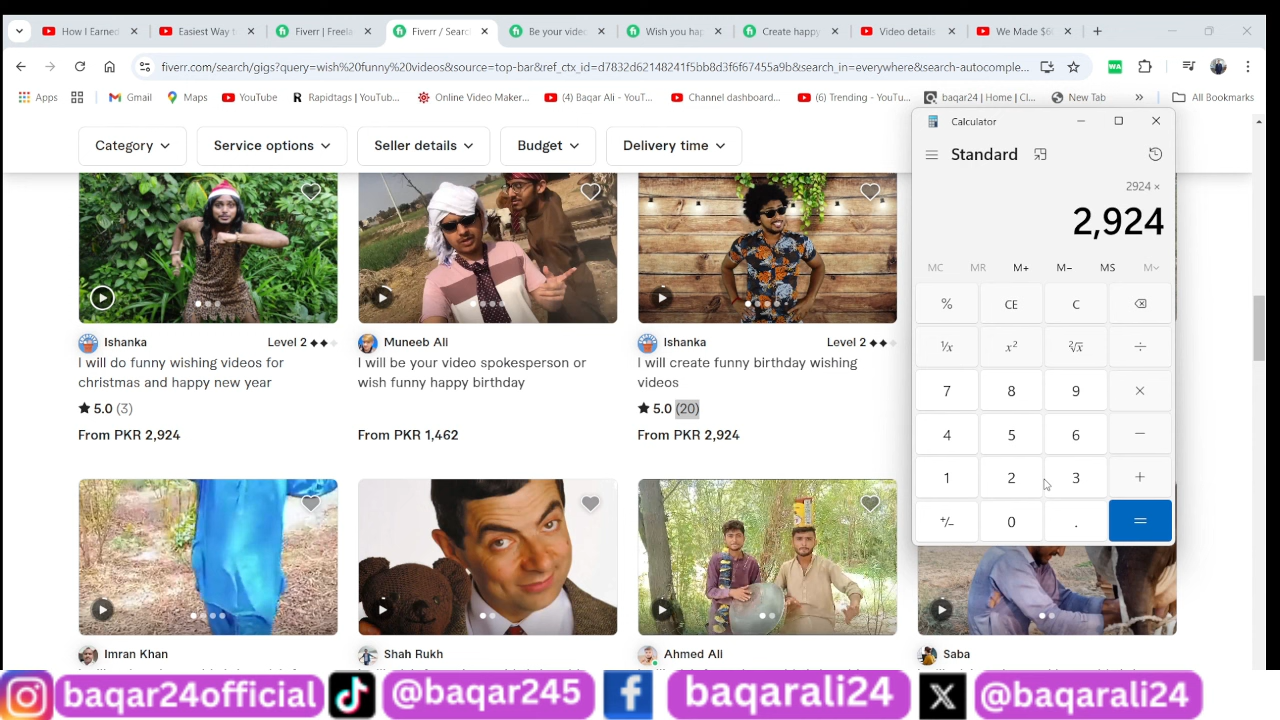 How I Earned
Easiest Way t
Fiverr | Freela
Fiverr / Searc
Be your vide
Wish you hap
Create happy
Video details
We Made $6
fiverr.com/search/gigs?query=wish%20funny%20videos&source=top-bar&ref_ctx_id=d7832d62148241f5bb8d3f6f67455a9b&search_in=everywhere&search-autocomple...
Apps
Gmail
Maps
YouTube
Rapidtags | YouTub...
Online Video Maker...
(4) Baqar Ali - YouT...
Channel dashboard...
(6) Trending - YouTu...
baqar24 | Home | Cl...
New Tab
»
All Bookmarks
Category
Service options
Seller details
Budget
Delivery time
Calculator
Standard
2924 ×
2,924
MC MR M+ M− MS M
% CE C
¹/x x² ²√x ÷
7 8 9 ×
4 5 6 −
1 2 3 +
+/− 0 . =
Ishanka
Level 2
I will do funny wishing videos for
christmas and happy new year
5.0 (3)
From PKR 2,924
Muneeb Ali
I will be your video spokesperson or
wish funny happy birthday
From PKR 1,462
Ishanka
Level 2
I will create funny birthday wishing
videos
5.0 (20)
From PKR 2,924
Imran Khan
Shah Rukh
Ahmed Ali
Saba
baqar24official
@baqar245
baqarali24
@baqarali24